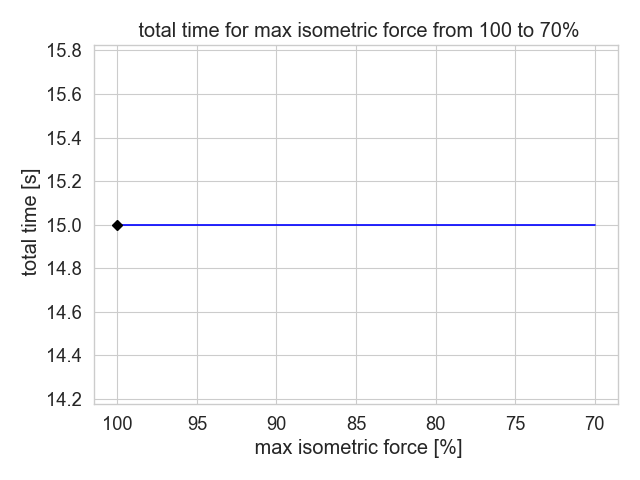 total time for max isometric force from 100 to 70%
15.8
15.6
15.4
15.2
15.0
14.8
14.6
14.4
14.2
total time [s]
100 95 90 85 80 75 70
max isometric force [%]